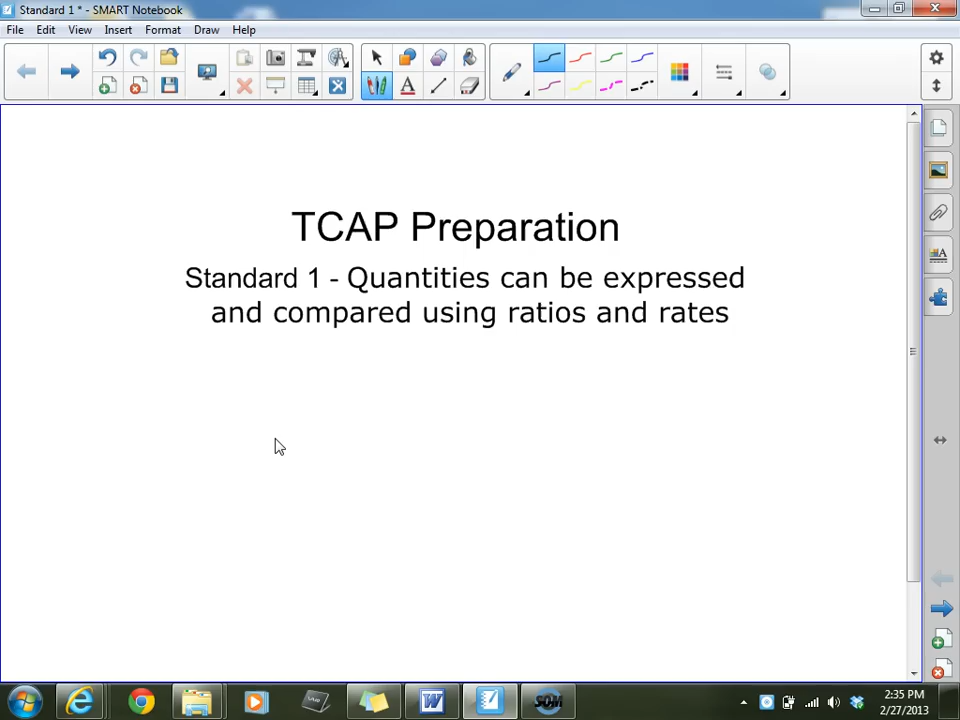 Standard 1 * - SMART Notebook
File Edit View Insert Format Draw Help
TCAP Preparation
Standard 1 - Quantities can be expressed
and compared using ratios and rates
2:35 PM
2/27/2013